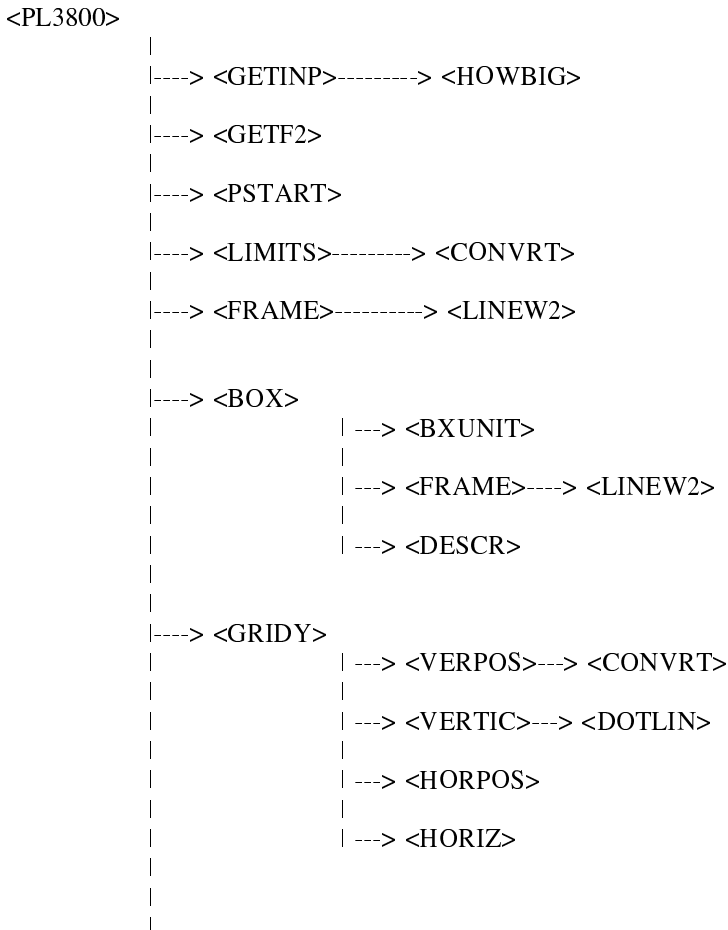 <PL3800>
|
|----> <GETINP>---------> <HOWBIG>
|
|----> <GETF2>
|
|----> <PSTART>
|
|----> <LIMITS>---------> <CONVRT>
|
|----> <FRAME>----------> <LINEW2>
|
|
|----> <BOX>
| | ---> <BXUNIT>
| |
| | ---> <FRAME>----> <LINEW2>
| |
| | ---> <DESCR>
|
|
|----> <GRIDY>
| | ---> <VERPOS>---> <CONVRT>
| |
| | ---> <VERTIC>---> <DOTLIN>
| |
| | ---> <HORPOS>
| |
| | ---> <HORIZ>
|
|
|